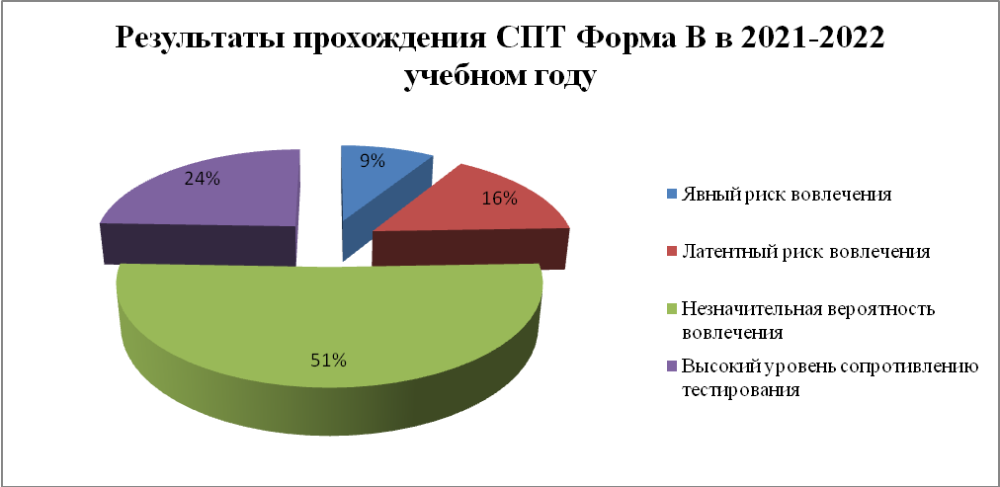 Результаты прохождения СПТ Форма В в 2021-2022
учебном году
9%
24%
16%
51%
Явный риск вовлечения
Латентный риск вовлечения
Незначительная вероятность
вовлечения
Высокий уровень сопротивлению
тестирования